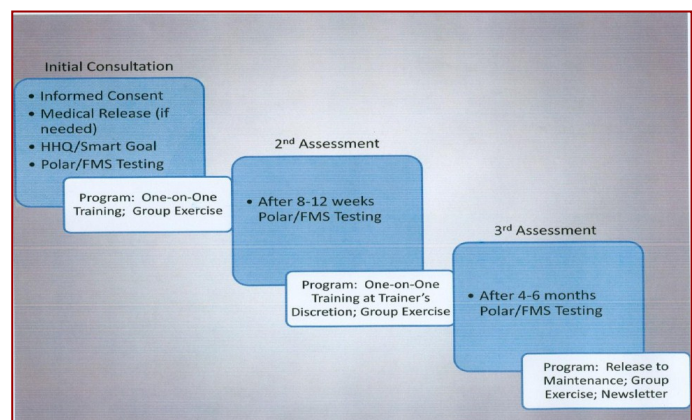 Initial Consultation
• Informed Consent
• Medical Release (if
needed)
• HHQ/Smart Goal
• Polar/FMS Testing
Program: One-on-One
Training; Group Exercise
2nd Assessment
• After 8-12 weeks
Polar/FMS Testing
Program: One-on-One
Training at Trainer's
Discretion; Group Exercise
3rd Assessment
• After 4-6 months
Polar/FMS Testing
Program: Release to
Maintenance; Group
Exercise; Newsletter